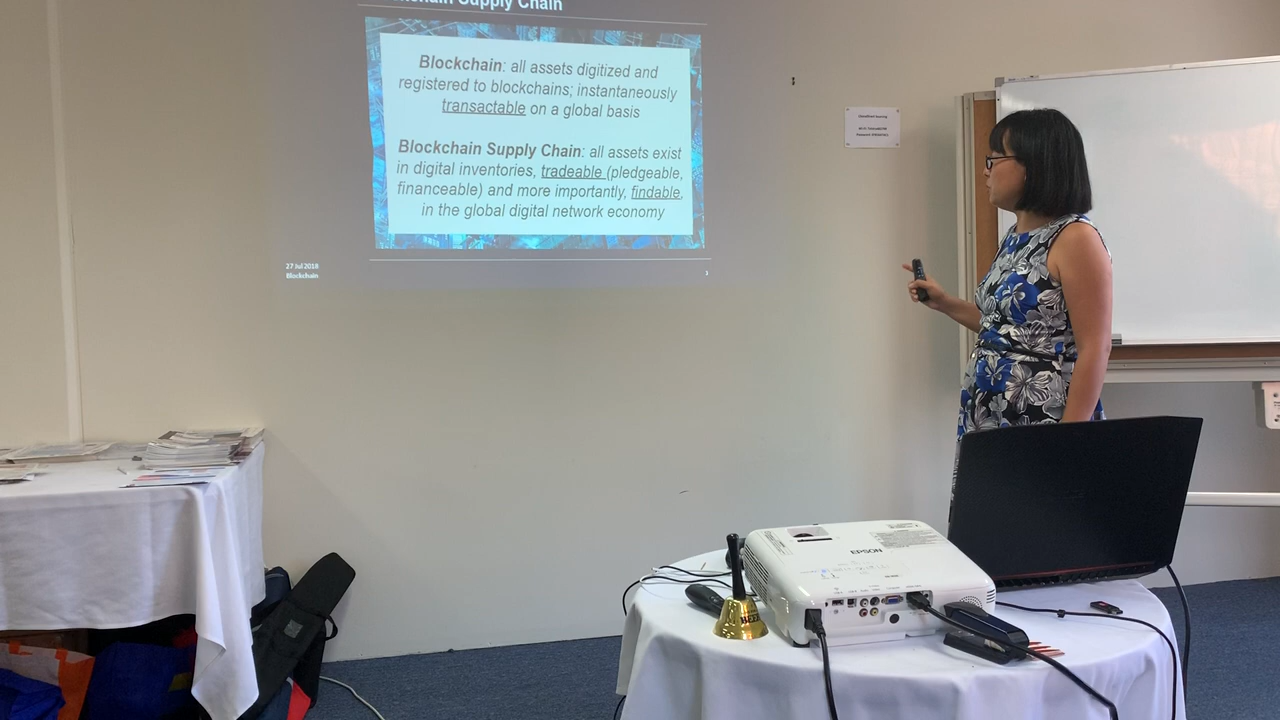 Supply Chain
Blockchain: all assets digitized and
registered to blockchains; instantaneously
transactable on a global basis
Blockchain Supply Chain: all assets exist
in digital inventories, tradeable (pledgeable,
financeable) and more importantly, findable,
in the global digital network economy
27 Jul 2018
Blockchain
EPSON
BEER